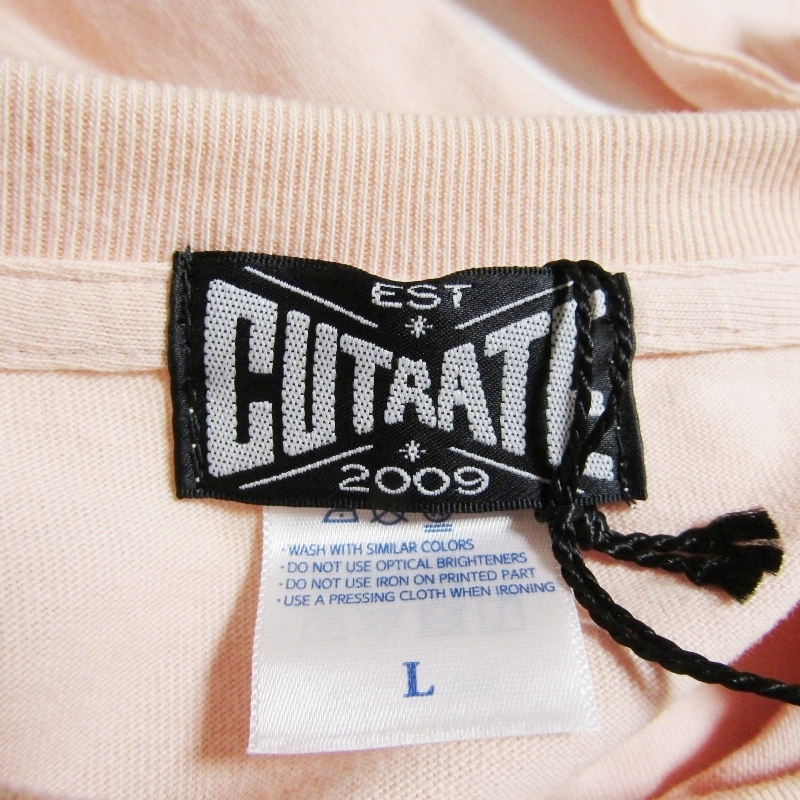 EST
CUTRATE
2009
·WASH WITH SIMILAR COLORS
·DO NOT USE OPTICAL BRIGHTENERS
·DO NOT USE IRON ON PRINTED PART
·USE A PRESSING CLOTH WHEN IRONING
L